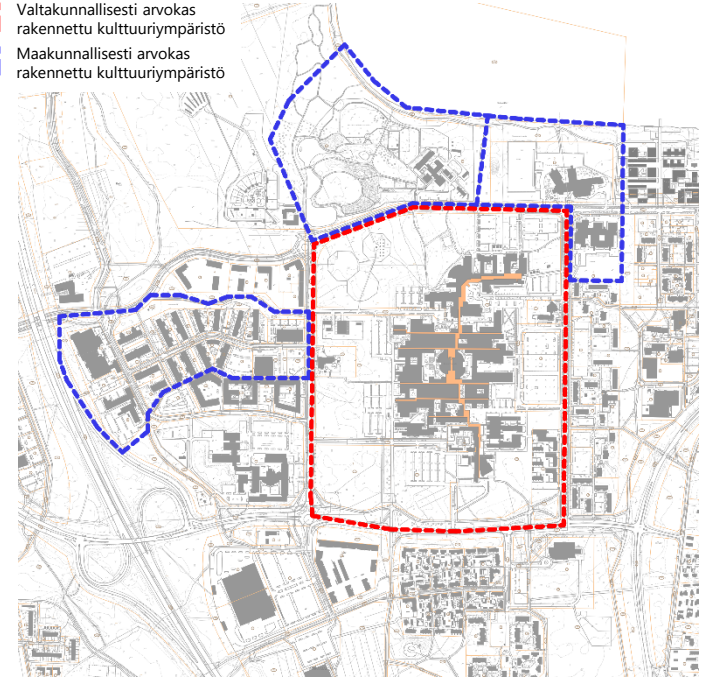 Valtakunnallisesti arvokas
rakennettu kulttuuriympäristö
Maakunnallisesti arvokas
rakennettu kulttuuriympäristö